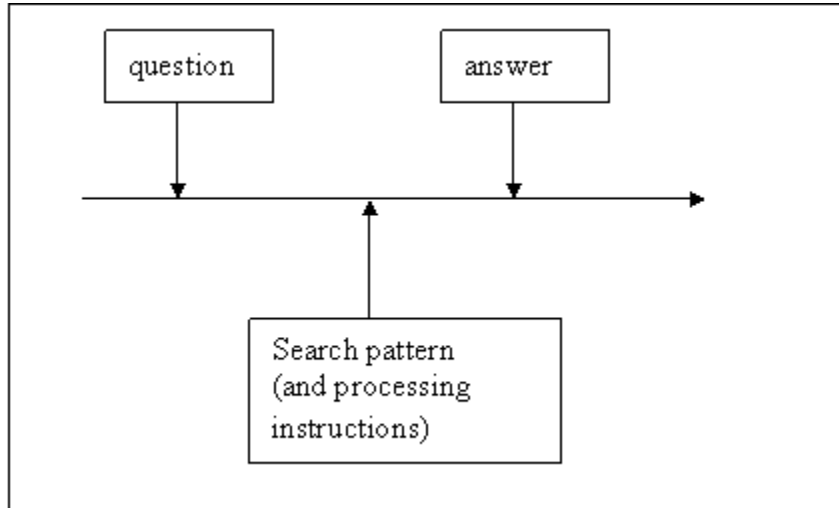 question
answer
Search pattern
(and processing
instructions)